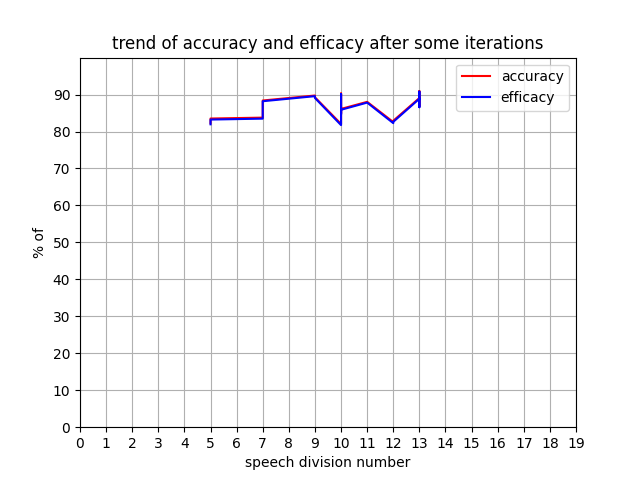 trend of accuracy and efficacy after some iterations
accuracy
efficacy
% of
90
80
70
60
50
40
30
20
10
0
0 1 2 3 4 5 6 7 8 9 10 11 12 13 14 15 16 17 18 19
speech division number